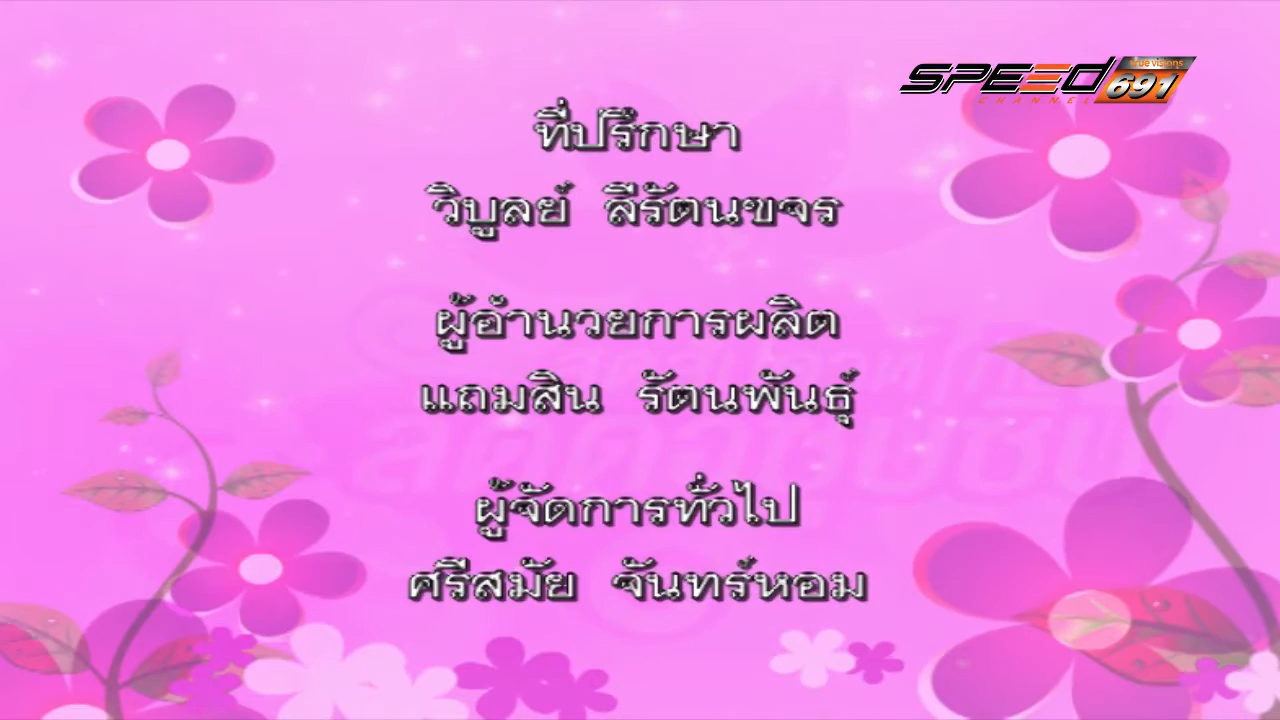 SPEED
CHANNEL
true visions
691
ที่ปรึกษา
วิบูลย์ ลีรัตนขจร
ผู้อำนวยการผลิต
แถมสิน รัตนพันธุ์
ผู้จัดการทั่วไป
ศรีสมัย จันทร์หอม